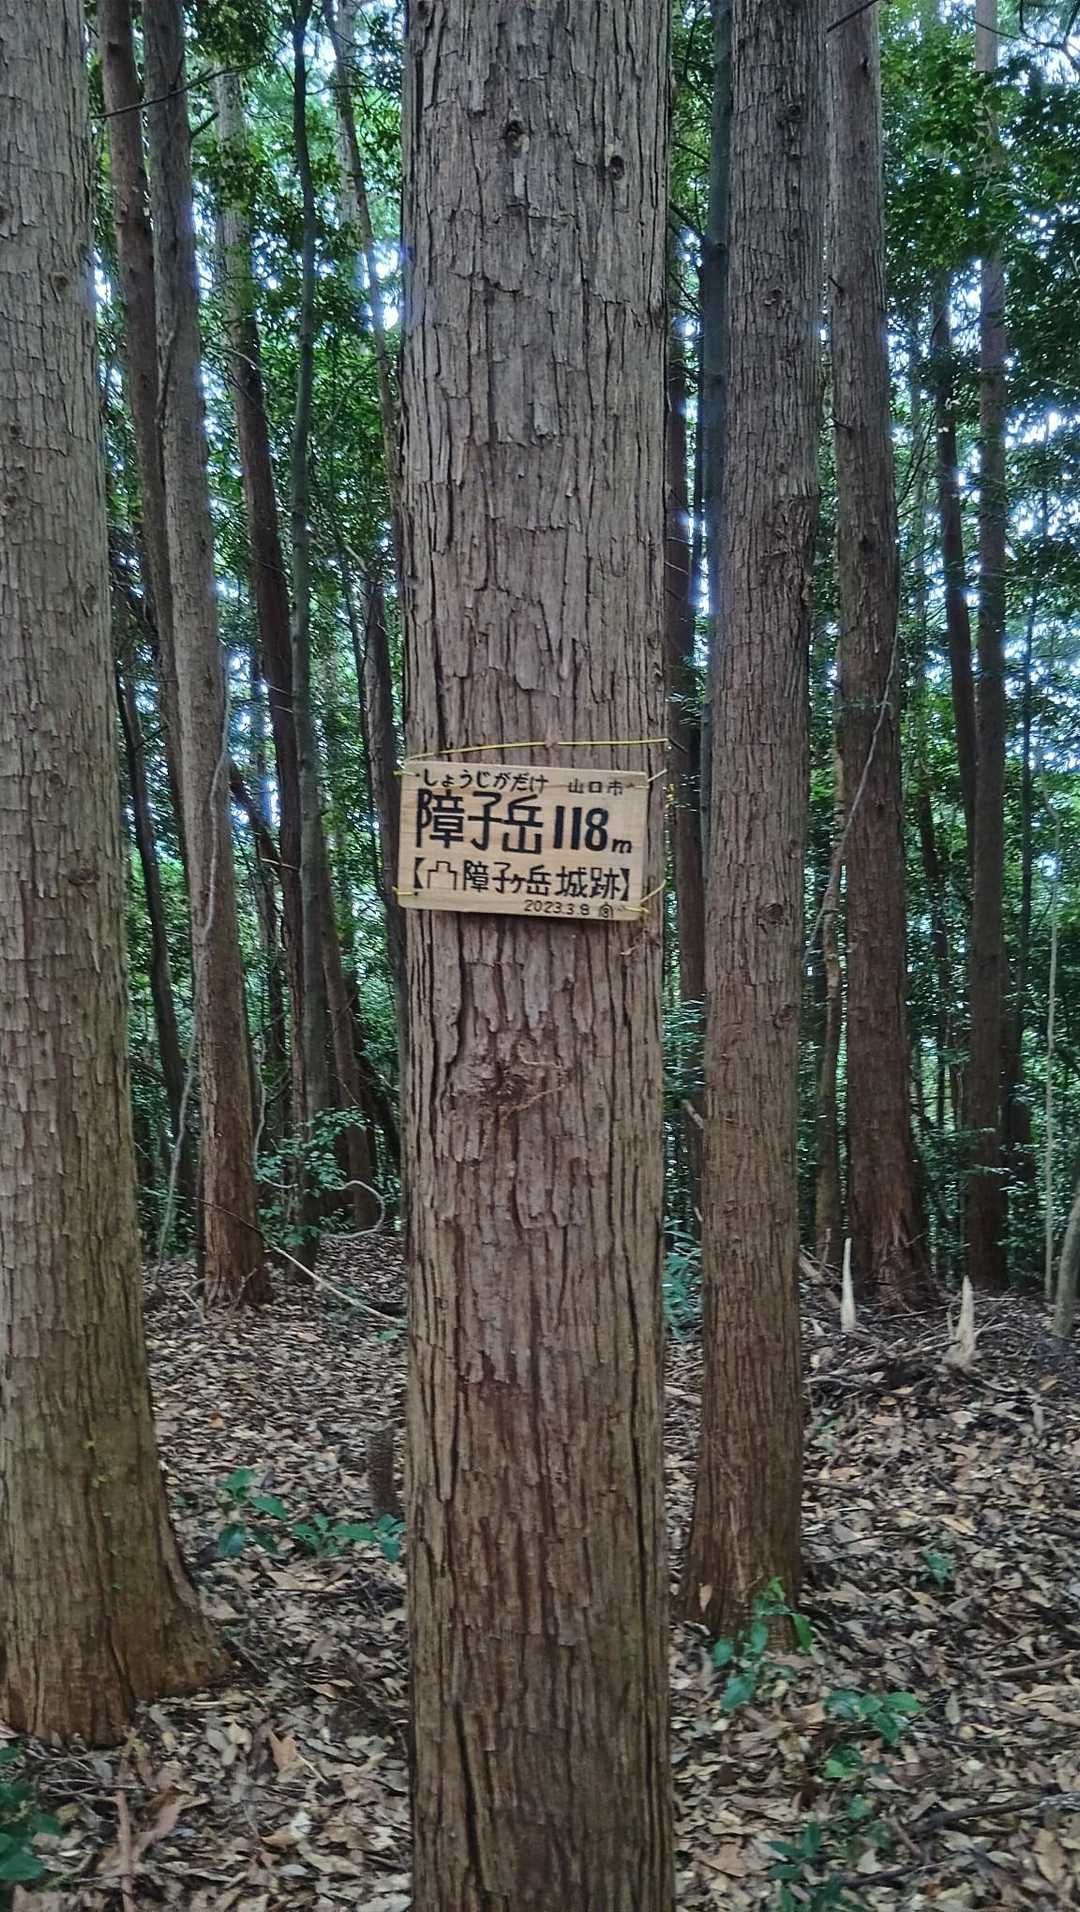 しょうじがだけ 山口市
障子岳 118m
【凸障子ヶ岳城跡】
2023.3.8